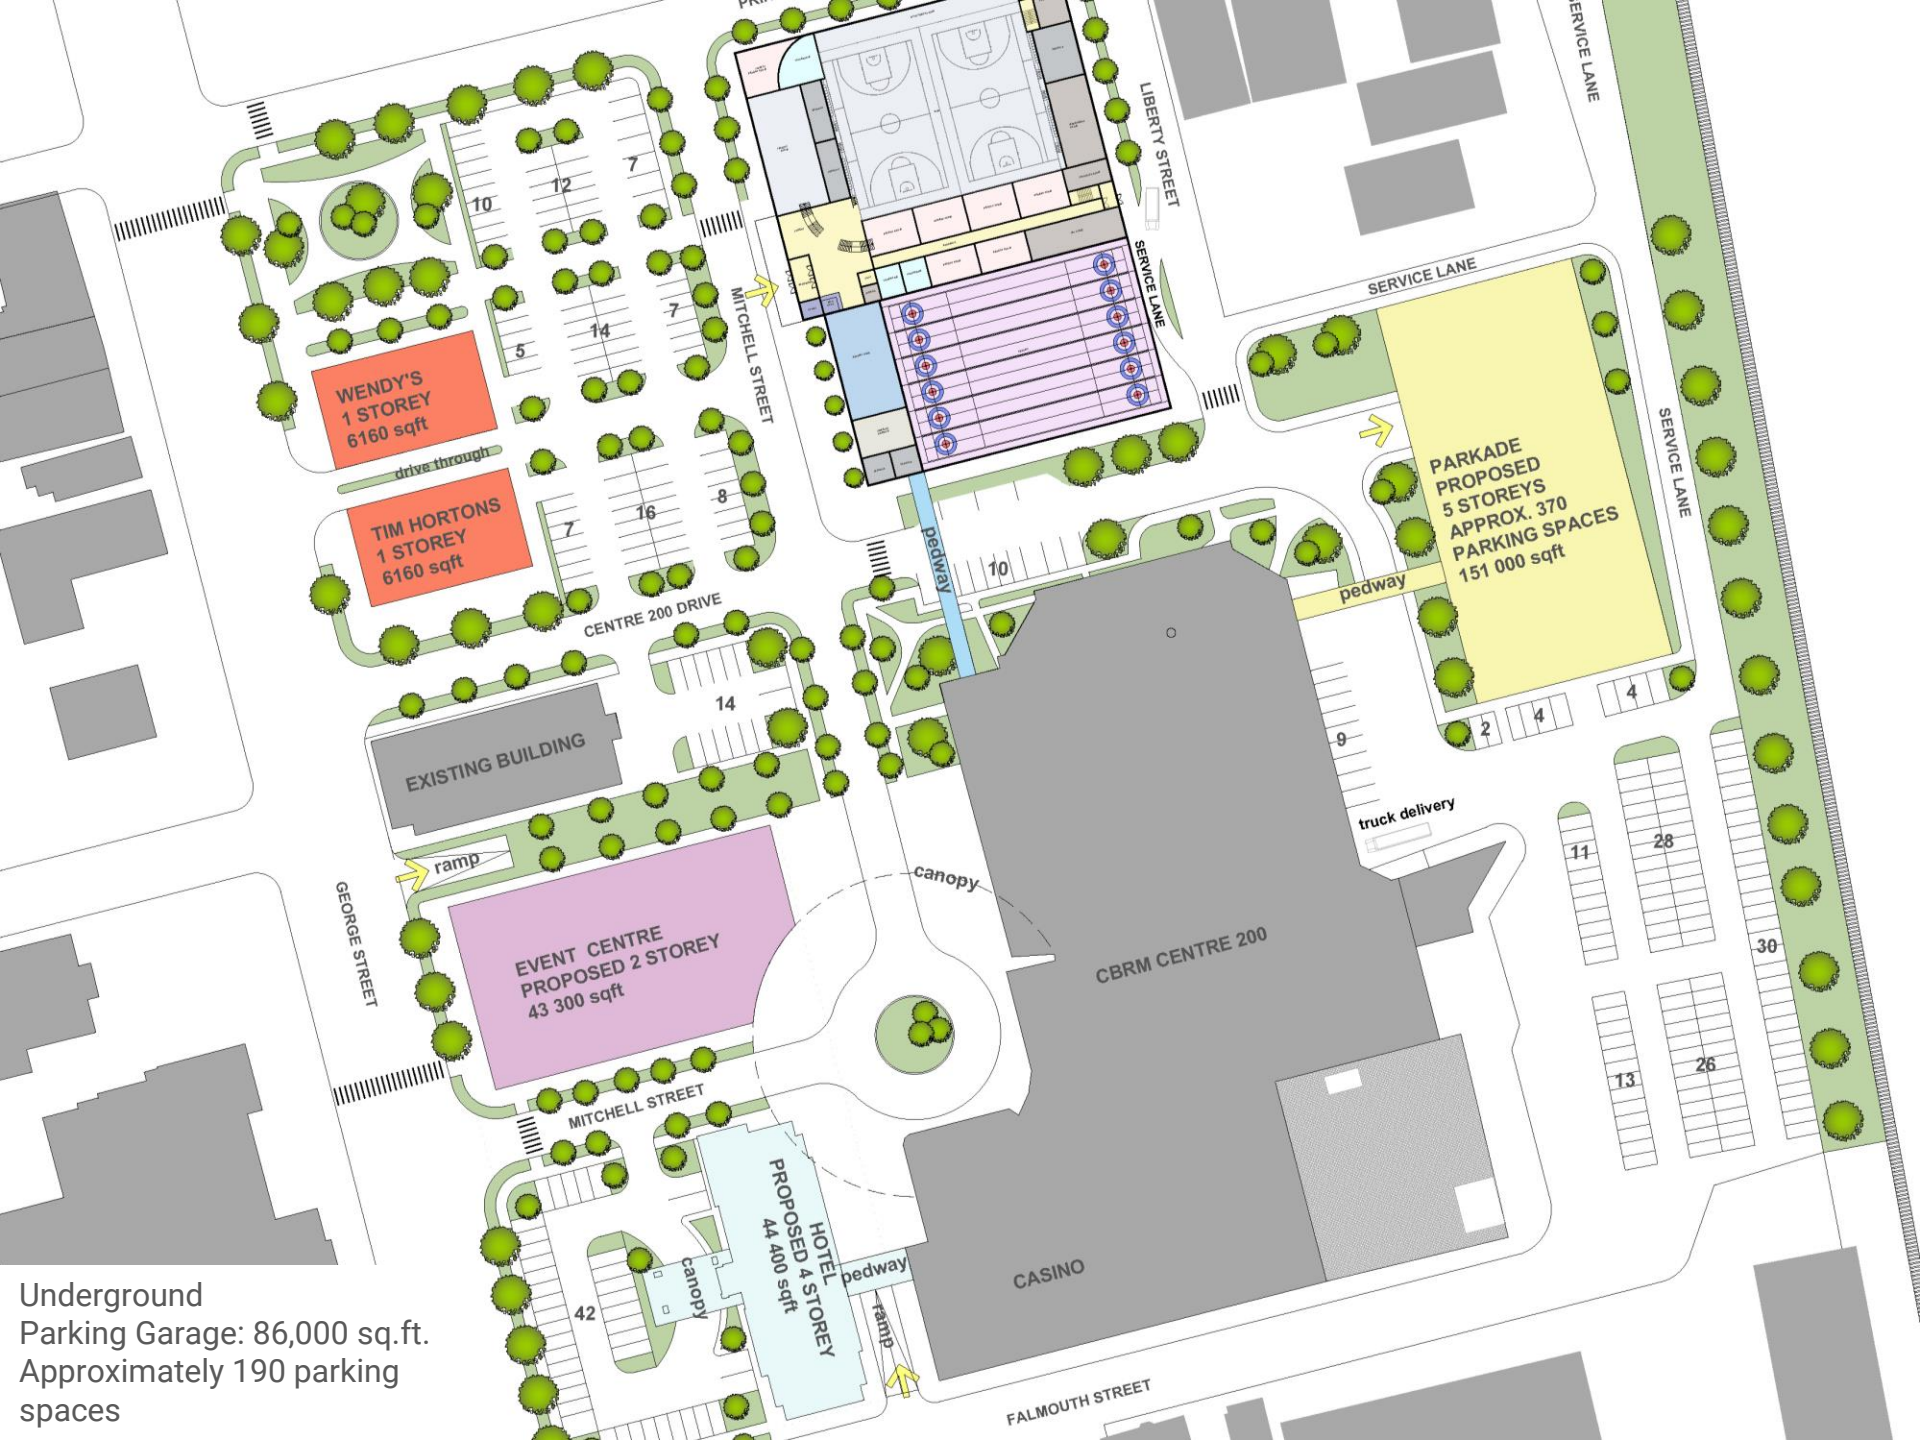 SERVICE LANE
LIBERTY STREET
10
12
7
MITCHELL STREET
SERVICE LANE
SERVICE LANE
SERVICE LANE
5
14
7
WENDY'S
1 STOREY
6160 sqft
drive through
TIM HORTONS
1 STOREY
6160 sqft
7
16
8
pedway
10
PARKADE
PROPOSED
5 STOREYS
APPROX. 370
PARKING SPACES
151 000 sqft
pedway
CENTRE 200 DRIVE
14
EXISTING BUILDING
9
2
4
4
truck delivery
11
28
30
13
26
ramp
GEORGE STREET
EVENT CENTRE
PROPOSED 2 STOREY
43 300 sqft
canopy
CBRM CENTRE 200
MITCHELL STREET
HOTEL
PROPOSED 4 STOREY
44 400 sqft
canopy
pedway
ramp
42
CASINO
FALMOUTH STREET
Underground
Parking Garage: 86,000 sq.ft.
Approximately 190 parking
spaces